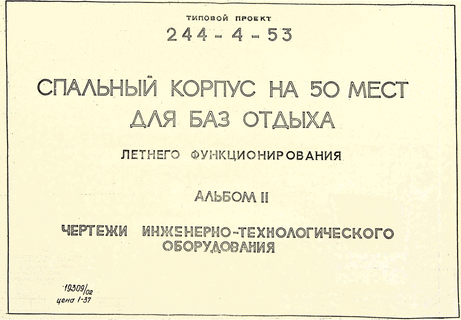 ТИПОВОЙ ПРОЕКТ
244-4-53
СПАЛЬНЫЙ КОРПУС НА 50 МЕСТ
ДЛЯ БАЗ ОТДЫХА
ЛЕТНЕГО ФУНКЦИОНИРОВАНИЯ
АЛЬБОМ II
ЧЕРТЕЖИ ИНЖЕНЕРНО-ТЕХНОЛОГИЧЕСКОГО
ОБОРУДОВАНИЯ
19309/02
цена 1-37